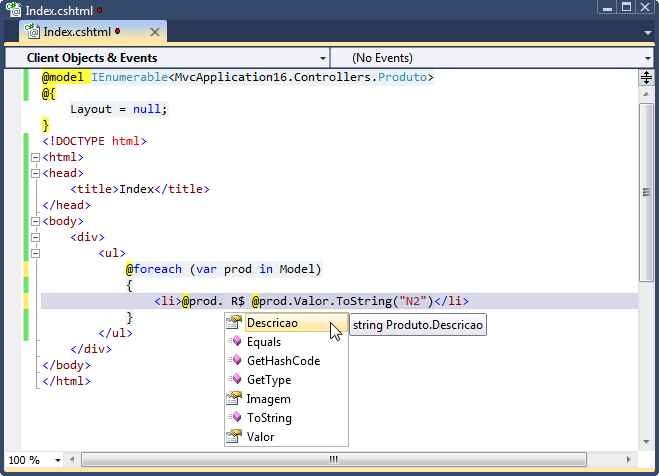 Index.cshtml
Index.cshtml
Client Objects & Events
(No Events)
@model IEnumerable<MvcApplication16.Controllers.Produto>
@{
Layout = null;
}
<!DOCTYPE html>
<html>
<head>
<title>Index</title>
</head>
<body>
<div>
<ul>
@foreach (var prod in Model)
{
<li>@prod. R$ @prod.Valor.ToString("N2")</li>
}
</ul>
</div>
</body>
</html>
Descricao
string Produto.Descricao
Equals
GetHashCode
GetType
Imagem
ToString
Valor
100 %